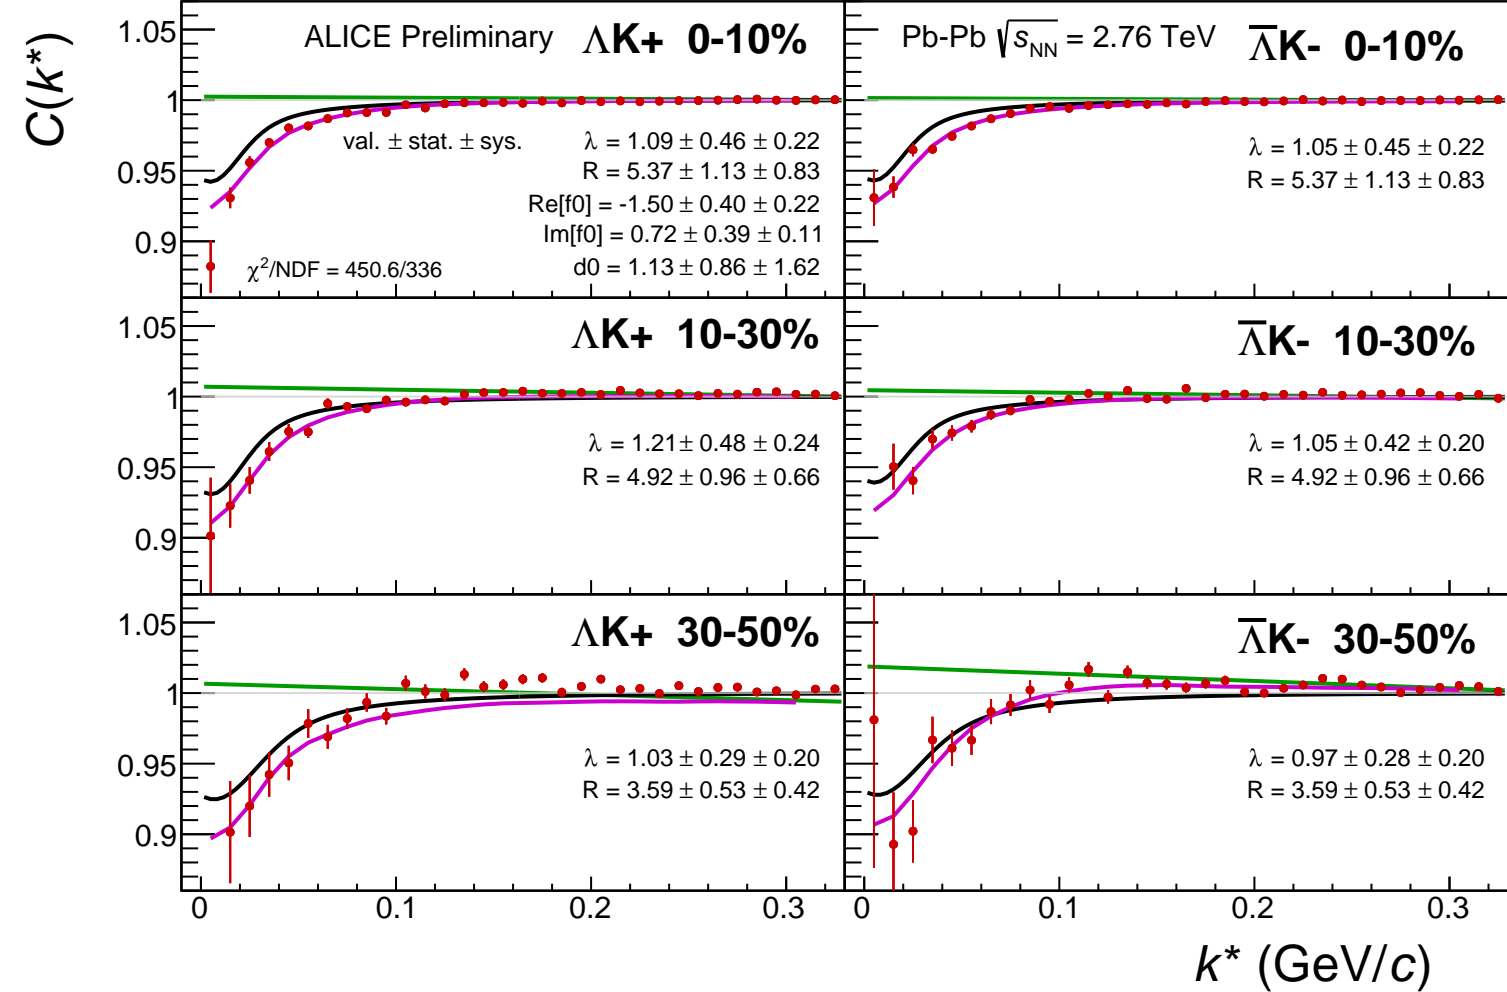 C(k*)
ALICE Preliminary ΛK+ 0-10%
1.05
1
0.95
0.9
val. ± stat. ± sys.
λ = 1.09 ± 0.46 ± 0.22
R = 5.37 ± 1.13 ± 0.83
Re[f0] = -1.50 ± 0.40 ± 0.22
Im[f0] = 0.72 ± 0.39 ± 0.11
d0 = 1.13 ± 0.86 ± 1.62
χ²/NDF = 450.6/336
Pb-Pb √sNN = 2.76 TeV Λ̅K- 0-10%
λ = 1.05 ± 0.45 ± 0.22
R = 5.37 ± 1.13 ± 0.83
ΛK+ 10-30%
1.05
1
0.95
0.9
λ = 1.21 ± 0.48 ± 0.24
R = 4.92 ± 0.96 ± 0.66
Λ̅K- 10-30%
λ = 1.05 ± 0.42 ± 0.20
R = 4.92 ± 0.96 ± 0.66
ΛK+ 30-50%
1.05
1
0.95
0.9
λ = 1.03 ± 0.29 ± 0.20
R = 3.59 ± 0.53 ± 0.42
Λ̅K- 30-50%
λ = 0.97 ± 0.28 ± 0.20
R = 3.59 ± 0.53 ± 0.42
0 0.1 0.2 0.3
0 0.1 0.2 0.3
k* (GeV/c)